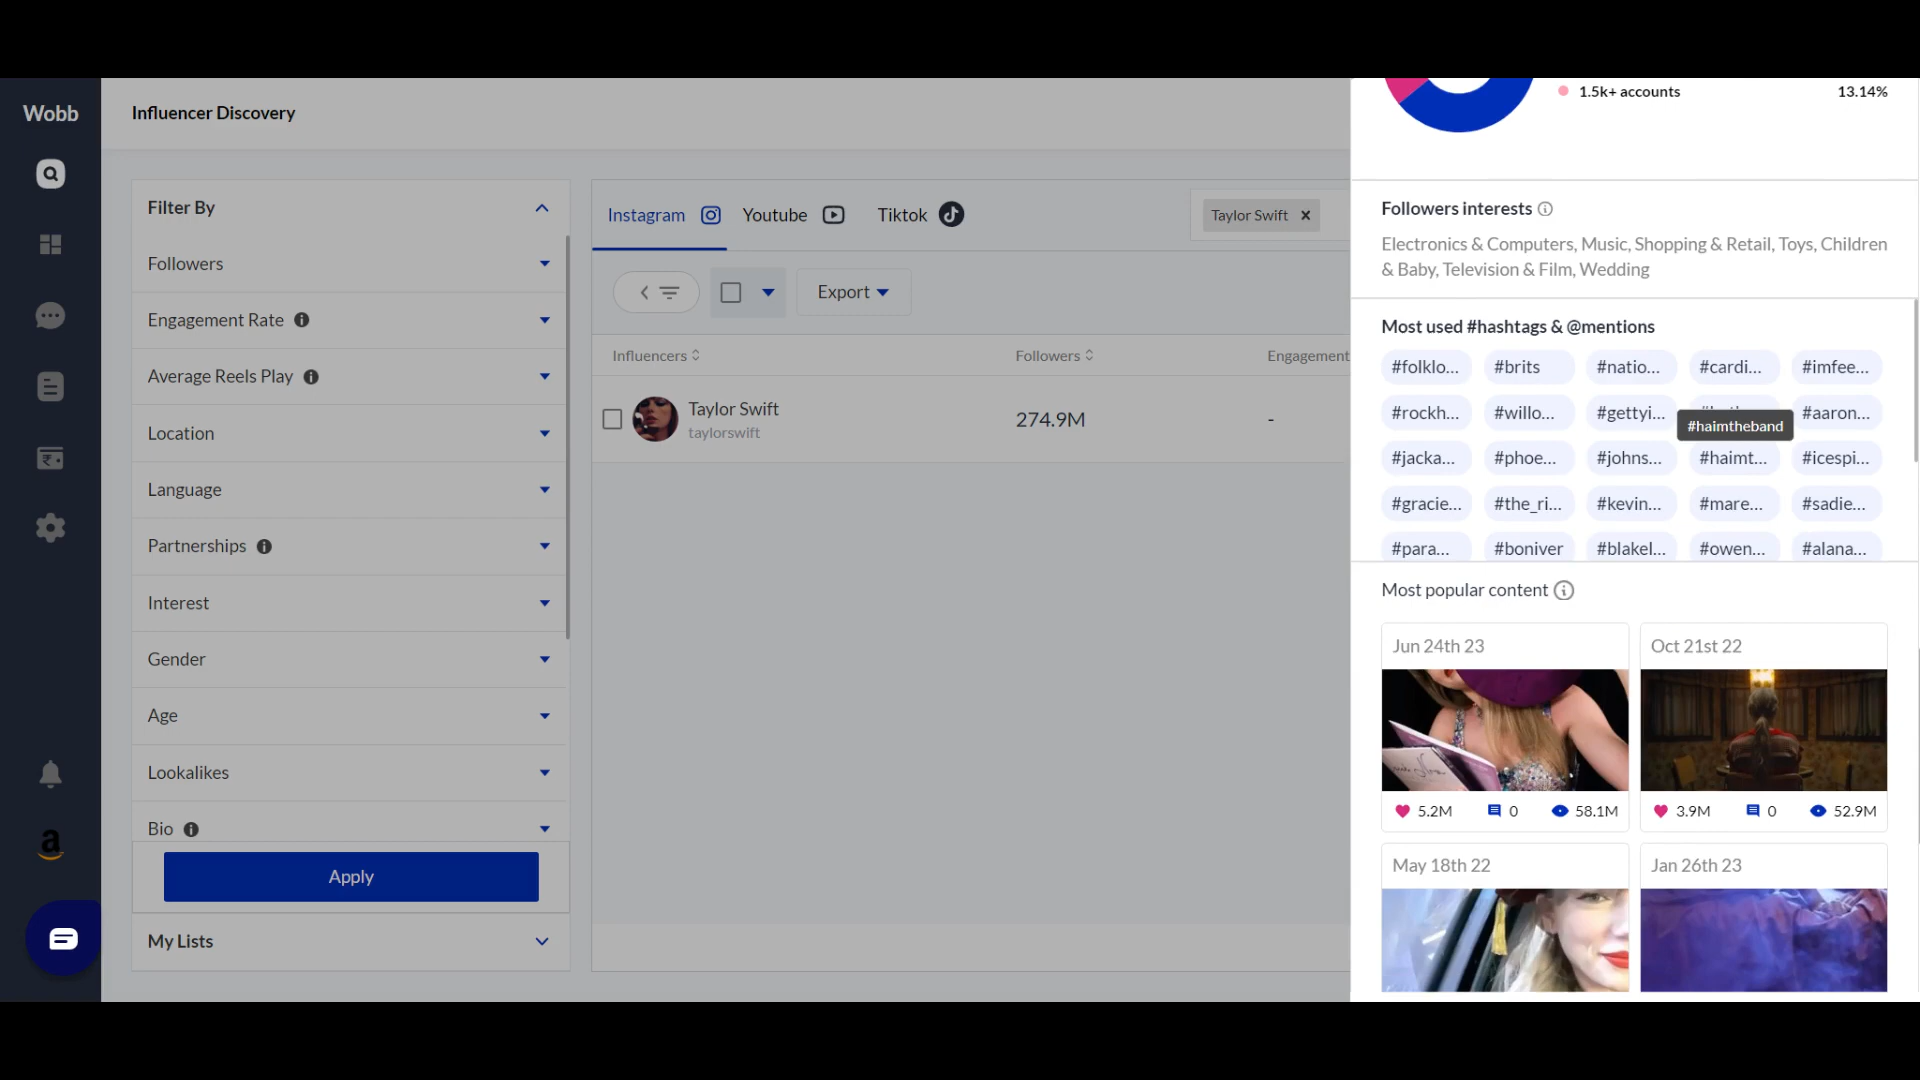 Wobb
Influencer Discovery
Filter By
Followers
Engagement Rate
Average Reels Play
Location
Language
Partnerships
Interest
Gender
Age
Lookalikes
Bio
Apply
My Lists
Instagram
Youtube
Tiktok
Taylor Swift
Export
Influencers
Followers
Engagement
Taylor Swift
taylorswift
274.9M
-
1.5k+ accounts 13.14%
Followers interests
Electronics & Computers, Music, Shopping & Retail, Toys, Children
& Baby, Television & Film, Wedding
Most used #hashtags & @mentions
#folklo... #brits #natio... #cardi... #imfee...
#rockh... #willo... #gettyi... #aaron...
#haimtheband
#jacka... #phoe... #johns... #haimt... #icespi...
#gracie... #the_ri... #kevin... #mare... #sadie...
#para... #boniver #blakel... #owen... #alana...
Most popular content
Jun 24th 23
5.2M 0 58.1M
Oct 21st 22
3.9M 0 52.9M
May 18th 22
Jan 26th 23